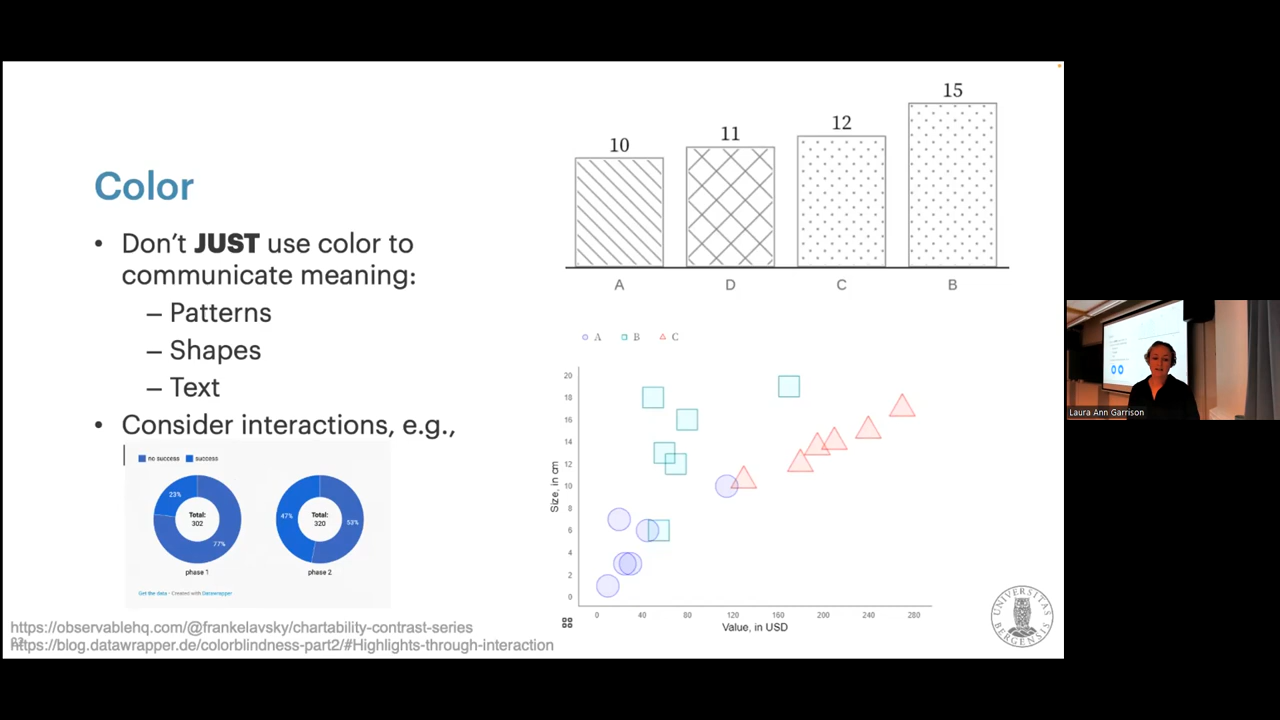 Color
• Don't JUST use color to
communicate meaning:
– Patterns
– Shapes
– Text
• Consider interactions, e.g.,
no success success
23%
Total:
302
77%
phase 1
47%
Total:
320
53%
phase 2
Get the data · Created with Datawrapper
https://observablehq.com/@frankelavsky/chartability-contrast-series
https://blog.datawrapper.de/colorblindness-part2/#Highlights-through-interaction
10
11
12
15
A D C B
A B C
20
18
16
14
12
10
8
6
4
2
0
Size, in cm
0 40 80 120 160 200 240 280
Value, in USD
UNIVERSITAS
BERGENSIS
Laura Ann Garrison